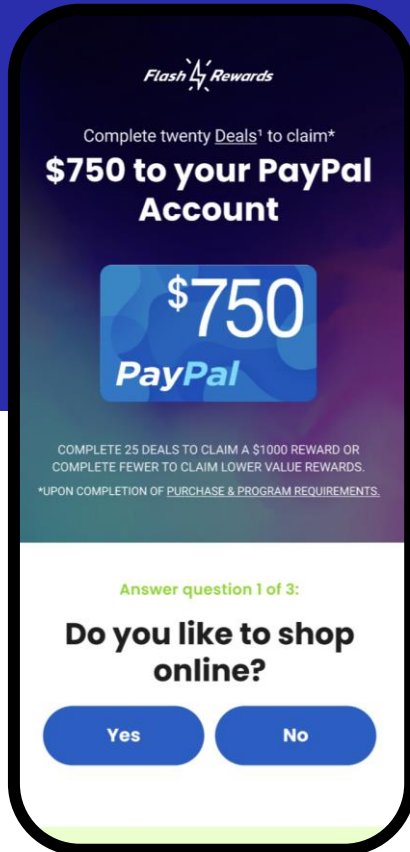 Flash Rewards
Complete twenty Deals¹ to claim*
$750 to your PayPal
Account
$750
PayPal
COMPLETE 25 DEALS TO CLAIM A $1000 REWARD OR
COMPLETE FEWER TO CLAIM LOWER VALUE REWARDS.
*UPON COMPLETION OF PURCHASE & PROGRAM REQUIREMENTS.
Answer question 1 of 3:
Do you like to shop
online?
Yes No